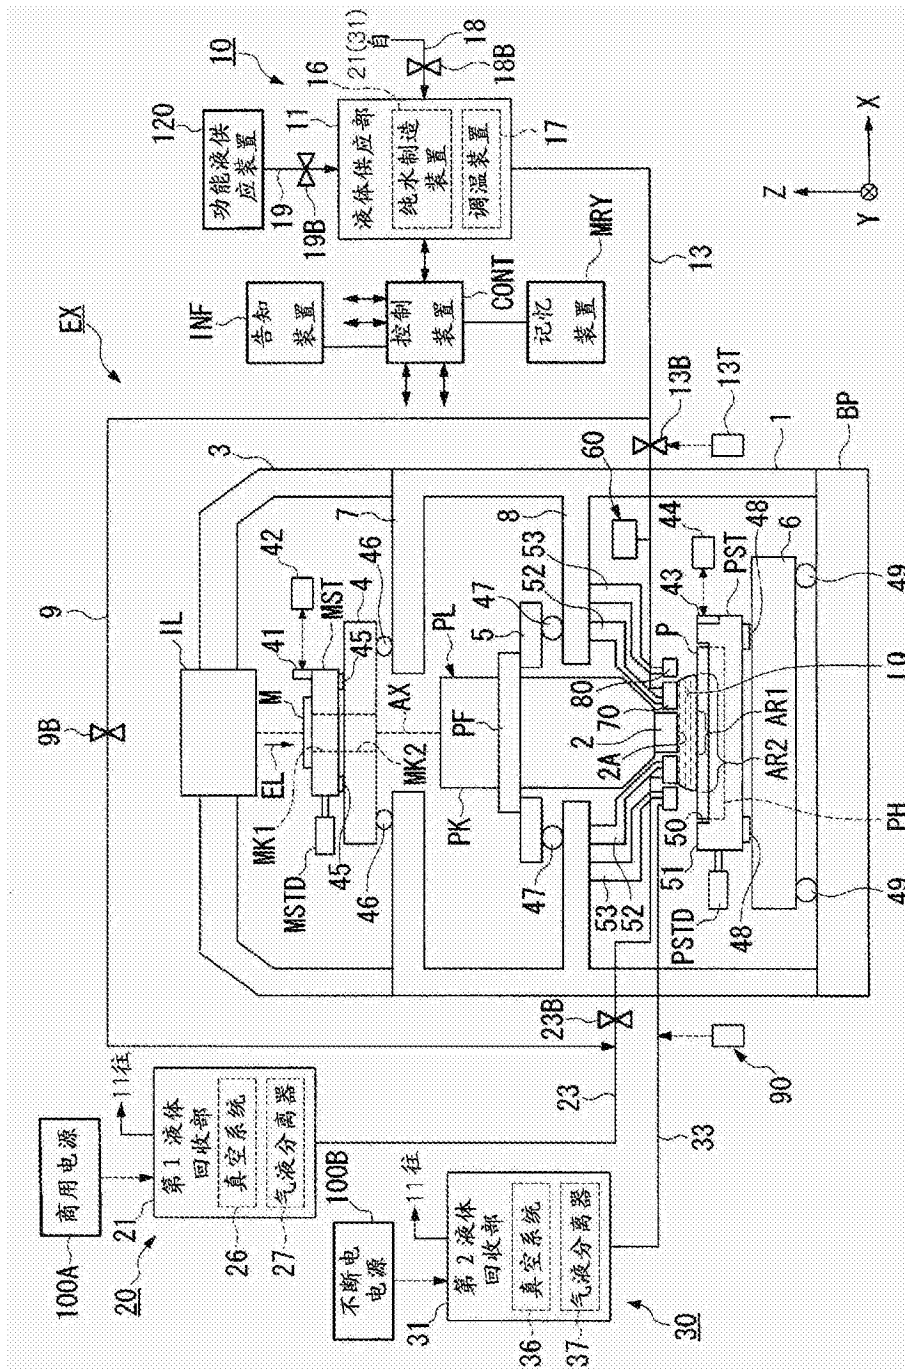 EX
100A
商用电源
20
21
11往
第1液体
回收部
真空系统
气液分离器
26
27
100B
不断电
电源
11往
31
第2液体
回收部
真空系统
气液分离器
36
37
30
9
9B
IL
3
EL
M
MK1
41
42
MST
MSTD
45
45
4
46
46
7
MK2
AX
PL
PK
PF
5
47
47
8
53
52
53
52
60
2
2A
70
80
50
51
P
43
44
PST
PSTD
48
48
6
49
49
PH
AR2
AR1
LQ
1
BP
23B
23
33
90
13B
13T
13
INF
告知
装置
控制
装置
CONT
记忆
装置
MRY
120
功能液供
应装置
19
19B
10
11
液体供应部
纯水制造
装置
调温装置
16
17
21(31)
自
18
18B
Z
Y
X